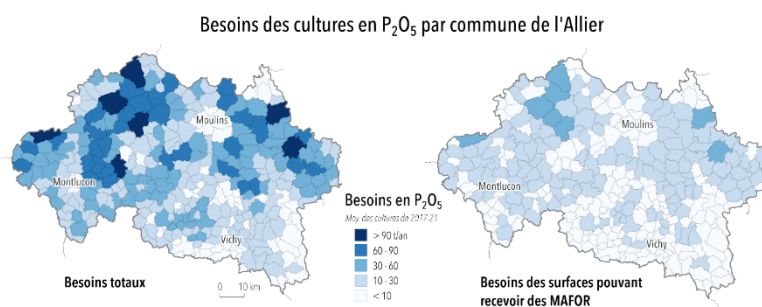 Besoins des cultures en P₂O₅ par commune de l'Allier
Moulins
Montlucon
Vichy
Besoins totaux
0 10 km
Besoins en P₂O₅
Moy. des cultures de 2017-21
> 90 t/an
60 - 90
30 - 60
10 - 30
< 10
Moulins
Montlucon
Vichy
Besoins des surfaces pouvant
recevoir des MAFOR